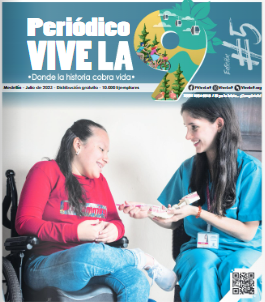 Periódico
VIVE LA
9
•Donde la historia cobra vida•
Edición #5
Medellín - Julio de 2023 - Distribución gratuita - 10.000 Ejemplares